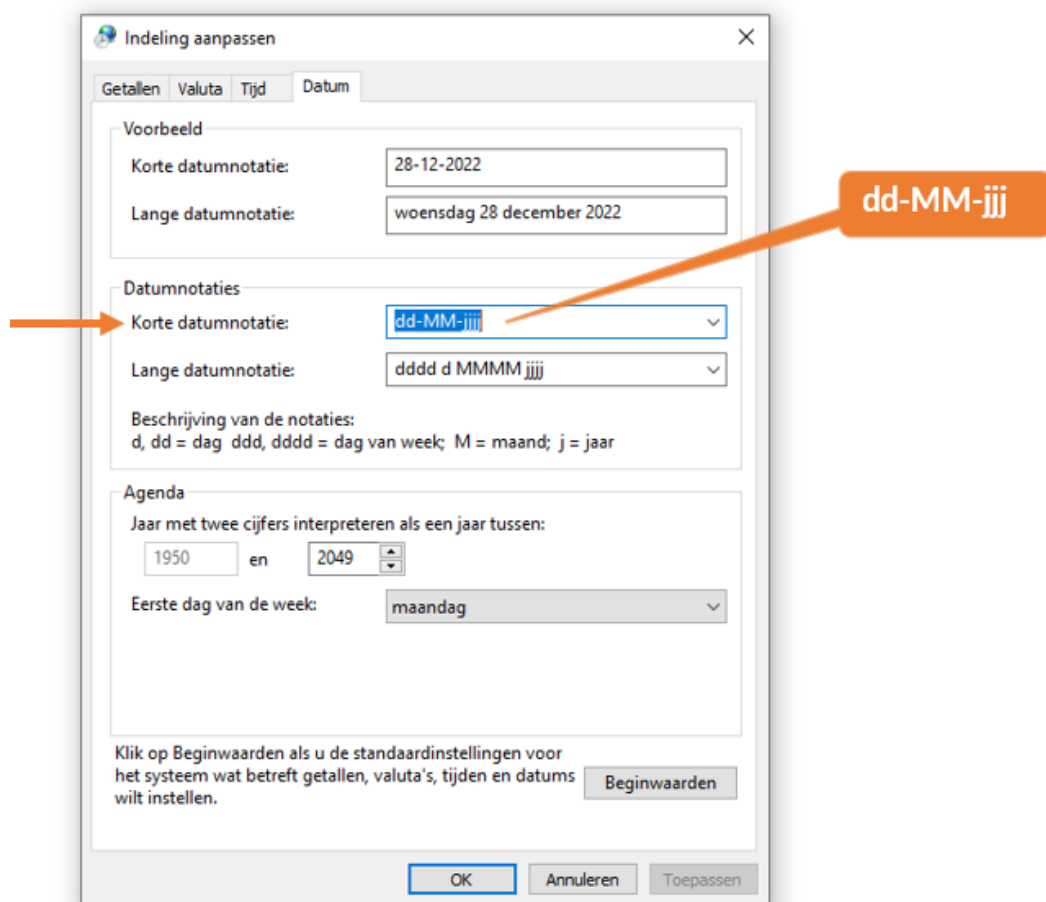 Indeling aanpassen
Getallen Valuta Tijd Datum
Voorbeeld
Korte datumnotatie: 28-12-2022
Lange datumnotatie: woensdag 28 december 2022
dd-MM-jjj
Datumnotaties
Korte datumnotatie: dd-MM-jjjj
Lange datumnotatie: dddd d MMMM jjjj
Beschrijving van de notaties:
d, dd = dag ddd, dddd = dag van week; M = maand; j = jaar
Agenda
Jaar met twee cijfers interpreteren als een jaar tussen:
1950 en 2049
Eerste dag van de week: maandag
Klik op Beginwaarden als u de standaardinstellingen voor
het systeem wat betreft getallen, valuta's, tijden en datums
wilt instellen.
Beginwaarden
OK Annuleren Toepassen